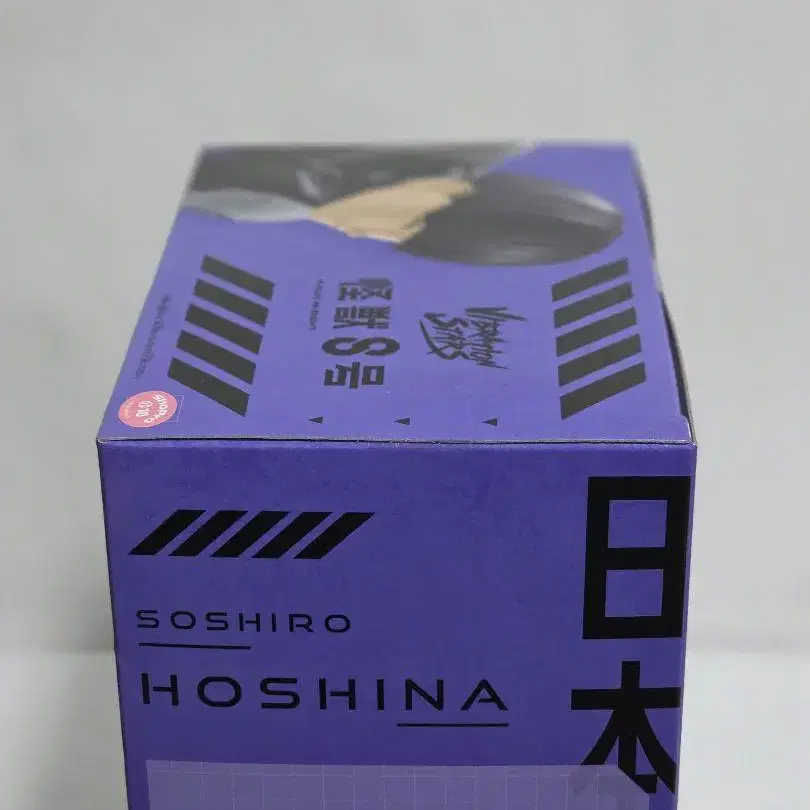 VIBRATION
STARS
怪獣8号
SOSHIRO
HOSHINA
日本